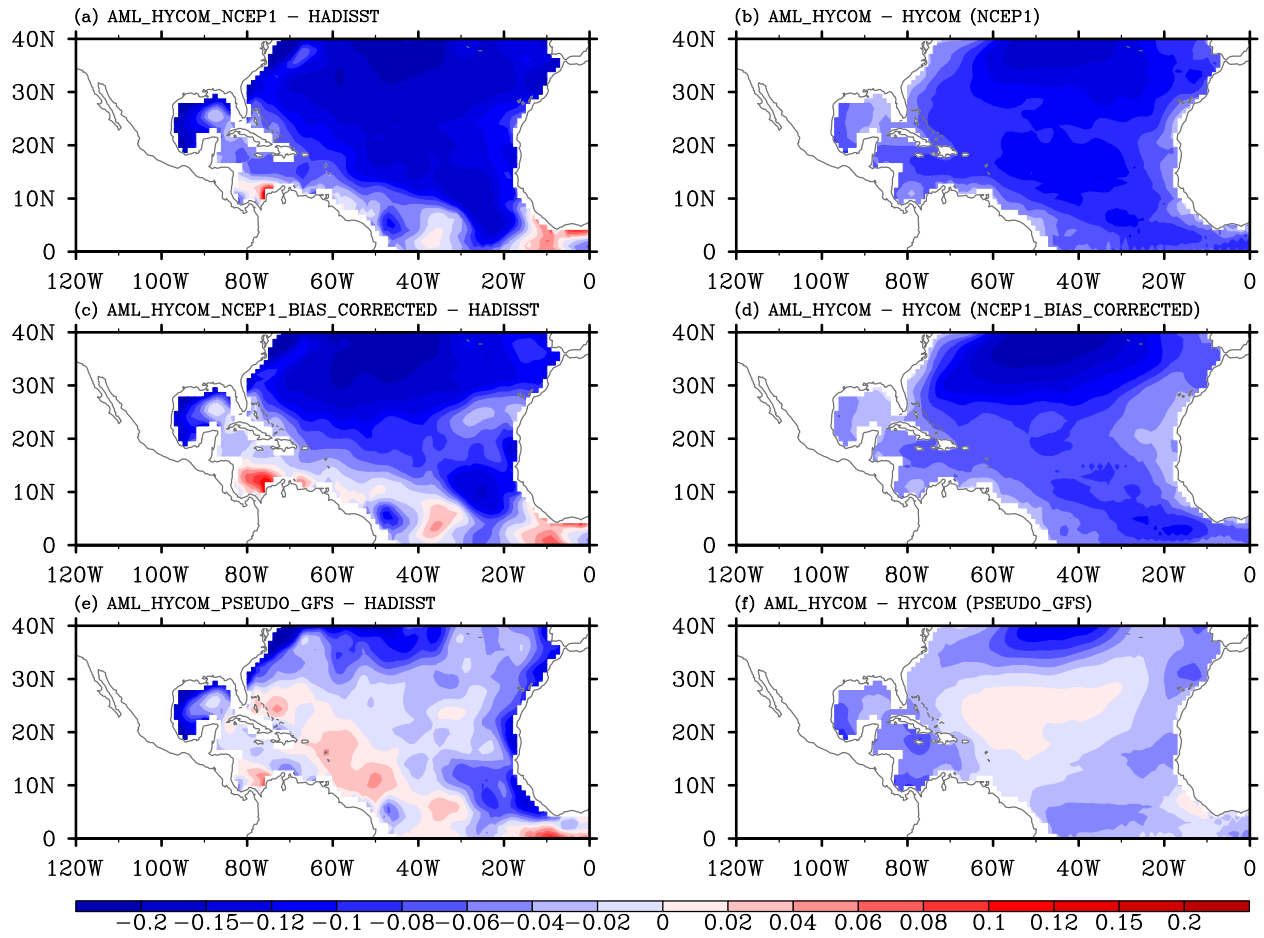 (a) AML_HYCOM_NCEP1 − HADISST
(b) AML_HYCOM − HYCOM (NCEP1)
40N 40N
30N 30N
20N 20N
10N 10N
0 0
120W 100W 80W 60W 40W 20W 0 120W 100W 80W 60W 40W 20W 0
(c) AML_HYCOM_NCEP1_BIAS_CORRECTED − HADISST
(d) AML_HYCOM − HYCOM (NCEP1_BIAS_CORRECTED)
40N 40N
30N 30N
20N 20N
10N 10N
0 0
120W 100W 80W 60W 40W 20W 0 120W 100W 80W 60W 40W 20W 0
(e) AML_HYCOM_PSEUDO_GFS − HADISST
(f) AML_HYCOM − HYCOM (PSEUDO_GFS)
40N 40N
30N 30N
20N 20N
10N 10N
0 0
120W 100W 80W 60W 40W 20W 0 120W 100W 80W 60W 40W 20W 0
−0.2 −0.15 −0.12 −0.1 −0.08 −0.06 −0.04 −0.02 0 0.02 0.04 0.06 0.08 0.1 0.12 0.15 0.2